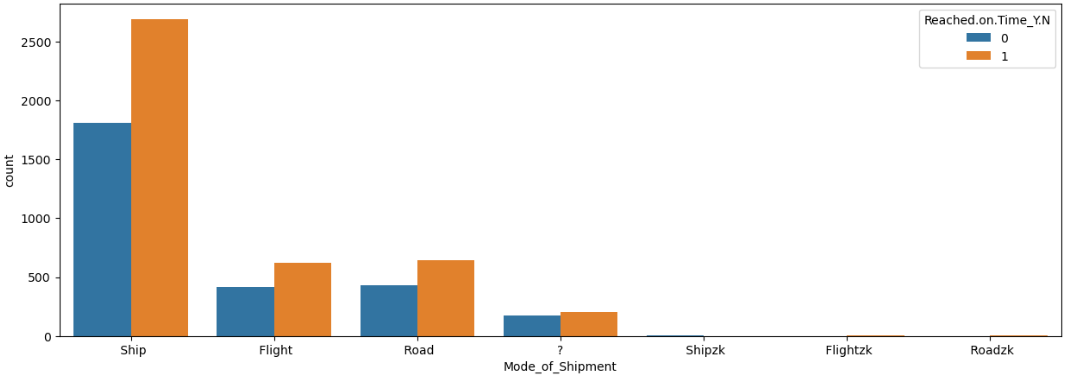 Reached.on.Time_Y.N
0
1
2500
2000
1500
1000
500
0
count
Ship Flight Road ? Shipzk Flightzk Roadzk
Mode_of_Shipment